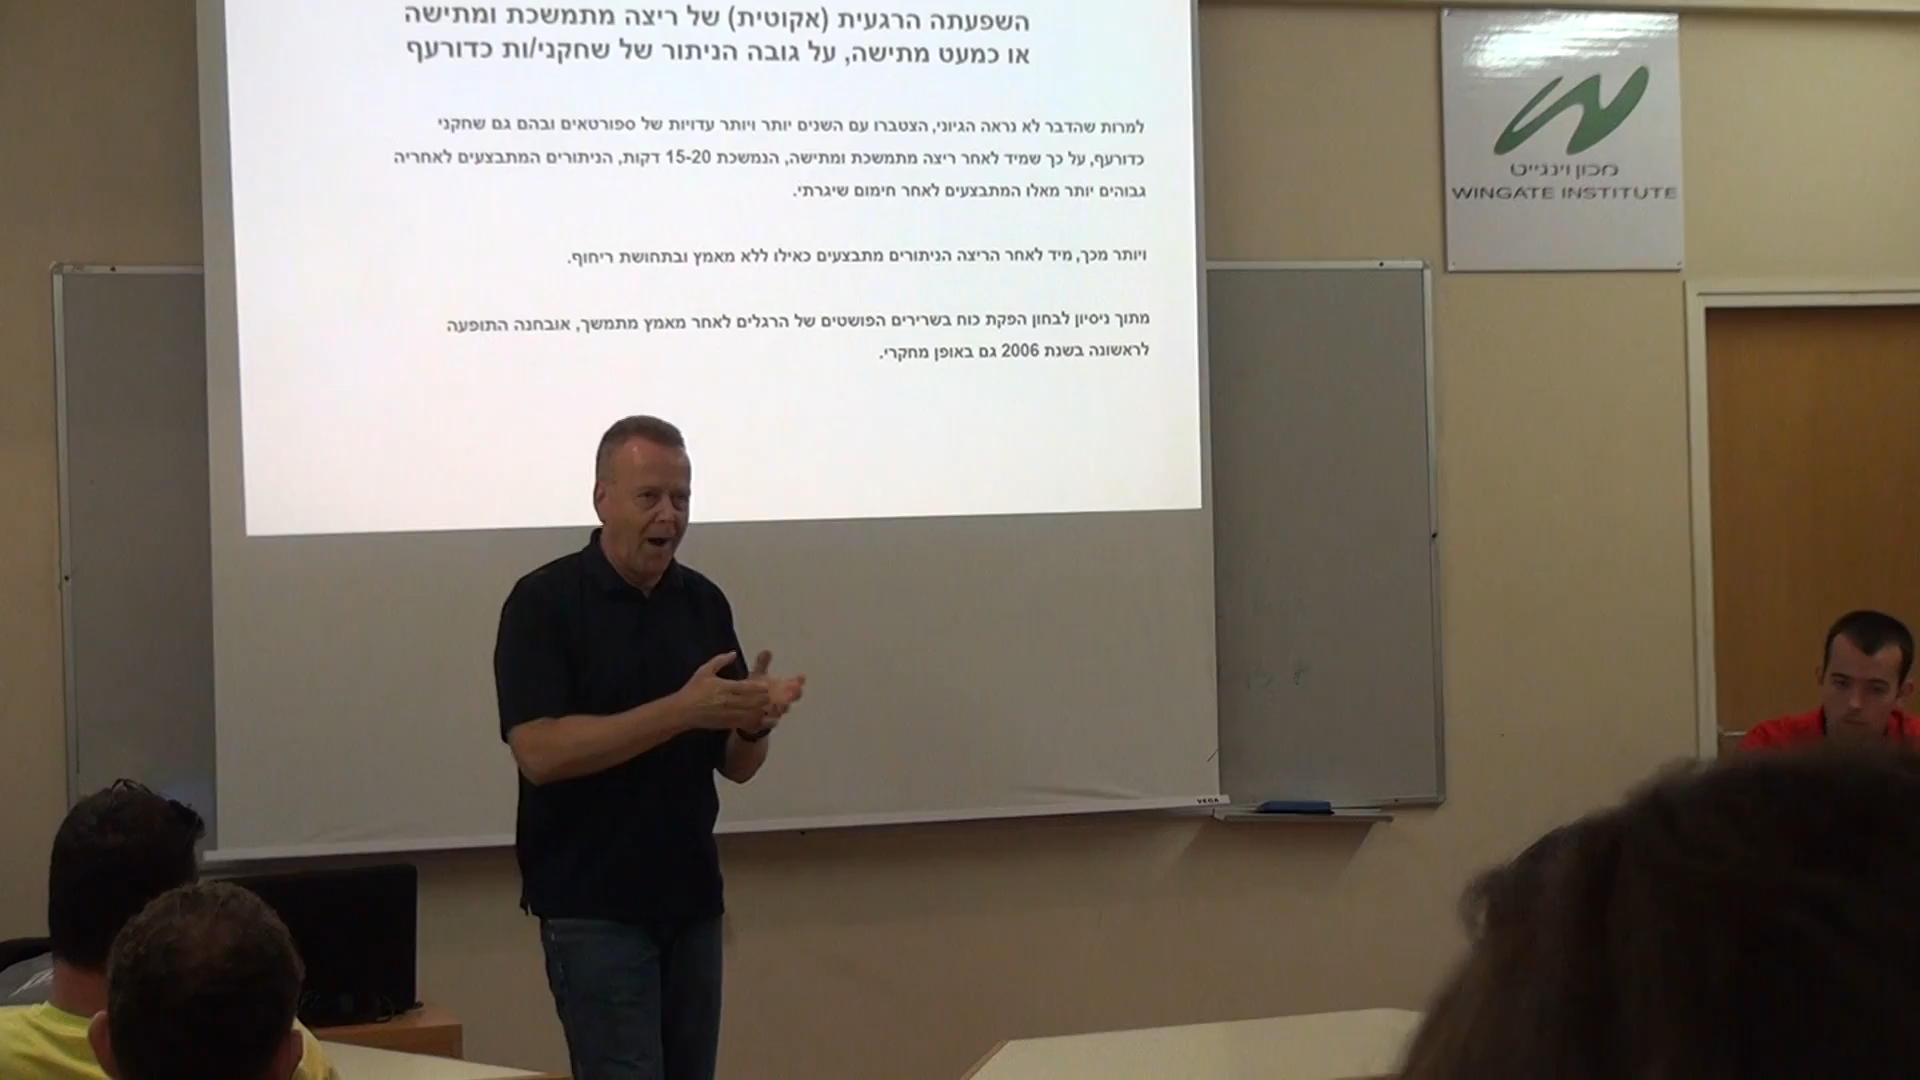 השפעתה הרגעית (אקוטית) של ריצה מתמשכת ומתישה
או כמעט מתישה, על גובה הניתור של שחקני/ות כדורעף
למרות שהדבר לא נראה הגיוני, הצטברו עם השנים יותר ויותר עדויות של ספורטאים ובהם גם שחקני
כדורעף, על כך שמיד לאחר ריצה מתמשכת ומתישה, הנמשכת 15-20 דקות, הניתורים המתבצעים לאחריה
גבוהים יותר מאלו המתבצעים לאחר חימום שיגרתי.
ויותר מכך, מיד לאחר הריצה הניתורים מתבצעים כאילו ללא מאמץ ובתחושת ריחוף.
מתוך ניסיון לבחון הפקת כוח בשרירים הפושטים של הרגלים לאחר מאמץ מתמשך, אובחנה התופעה
לראשונה בשנת 2006 גם באופן מחקרי.
מכון וינגייט
WINGATE INSTITUTE
VEGA